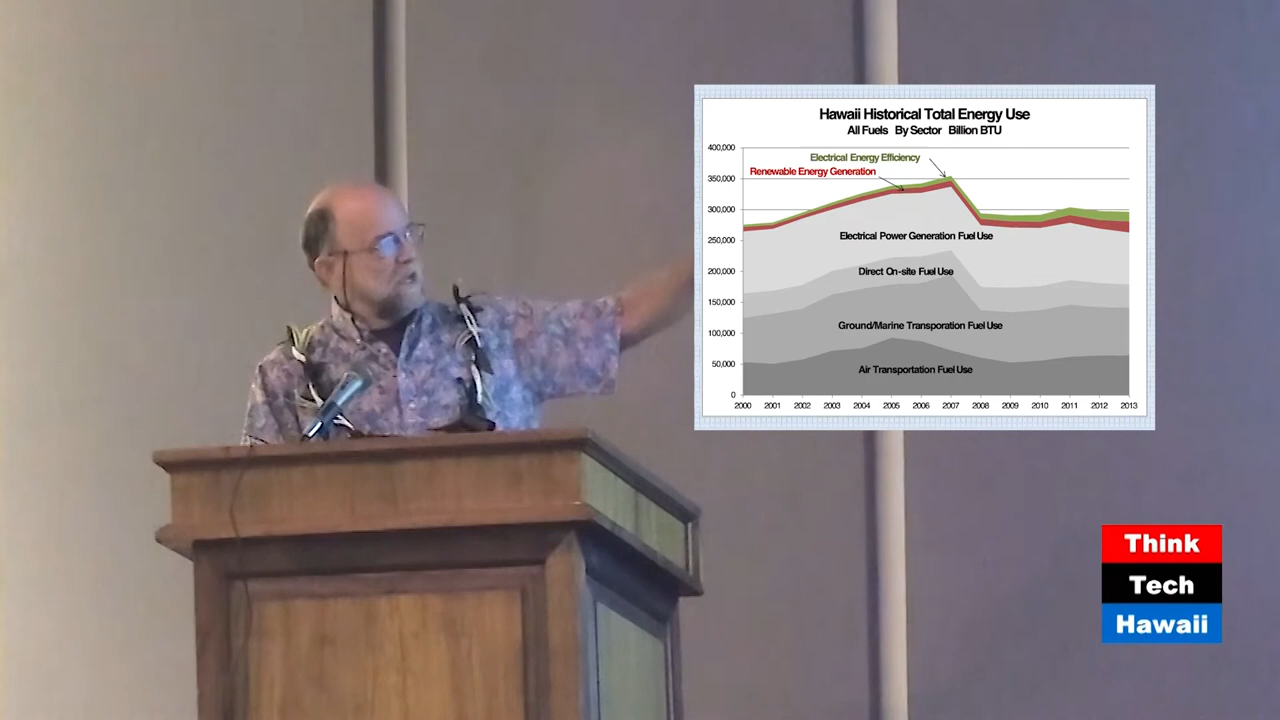 Hawaii Historical Total Energy Use
All Fuels By Sector Billion BTU
400,000
350,000
300,000
250,000
200,000
150,000
100,000
50,000
0
Electrical Energy Efficiency
Renewable Energy Generation
Electrical Power Generation Fuel Use
Direct On-site Fuel Use
Ground/Marine Transporation Fuel Use
Air Transportation Fuel Use
2000 2001 2002 2003 2004 2005 2006 2007 2008 2009 2010 2011 2012 2013
Think
Tech
Hawaii